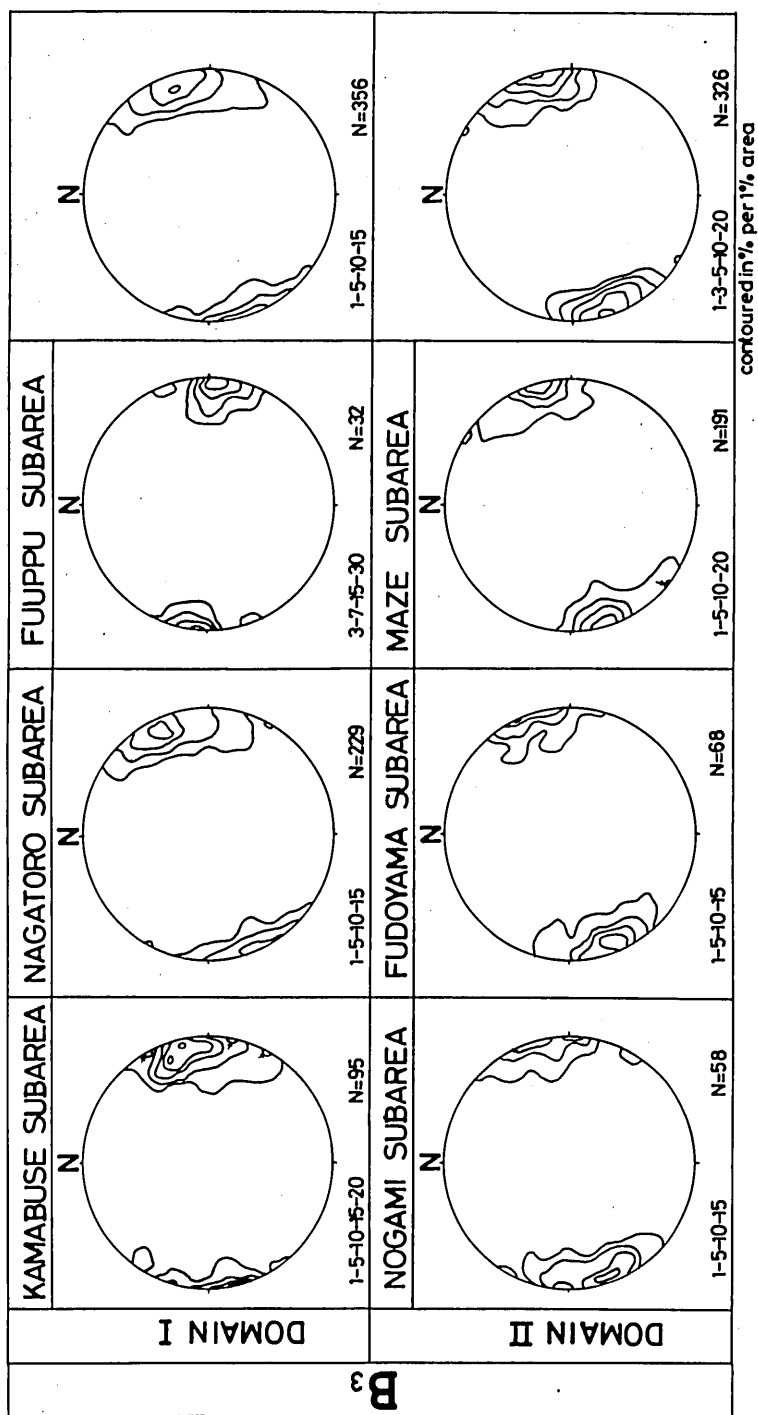 B₃
DOMAIN I
KAMABUSE SUBAREA
NAGATORO SUBAREA
FUUPPU SUBAREA
N
N
N
N
1-5-10-15-20 N=95
1-5-10-15 N=229
3-7-15-30 N=32
1-5-10-15 N=356
DOMAIN II
NOGAMI SUBAREA
FUDOYAMA SUBAREA
MAZE SUBAREA
N
N
N
N
1-5-10-15 N=58
1-5-10-15 N=68
1-5-10-20 N=191
1-3-5-10-20 N=326
contoured in % per 1% area